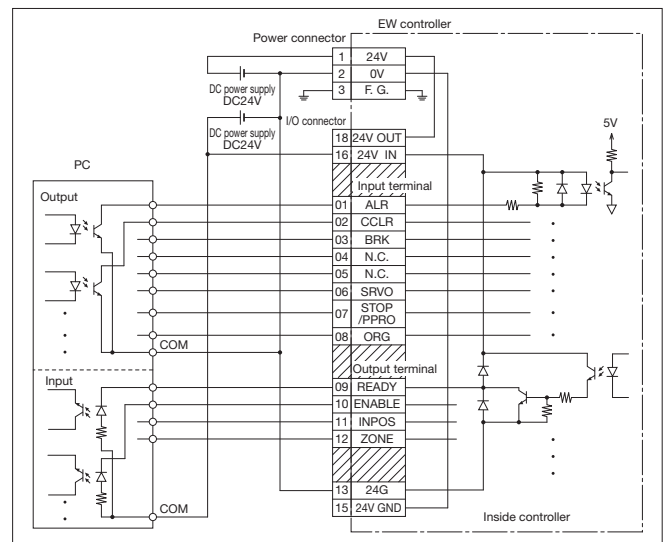 EW controller
Power connector
1 24V
2 0V
3 F. G.
DC power supply
DC24V
I/O connector
DC power supply
DC24V
5V
18 24V OUT
16 24V IN
PC
Input terminal
Output
01 ALR
02 CCLR
03 BRK
04 N.C.
05 N.C.
06 SRVO
07 STOP
/PPRO
08 ORG
COM
Output terminal
Input
09 READY
10 ENABLE
11 INPOS
12 ZONE
13 24G
COM
15 24V GND
Inside controller